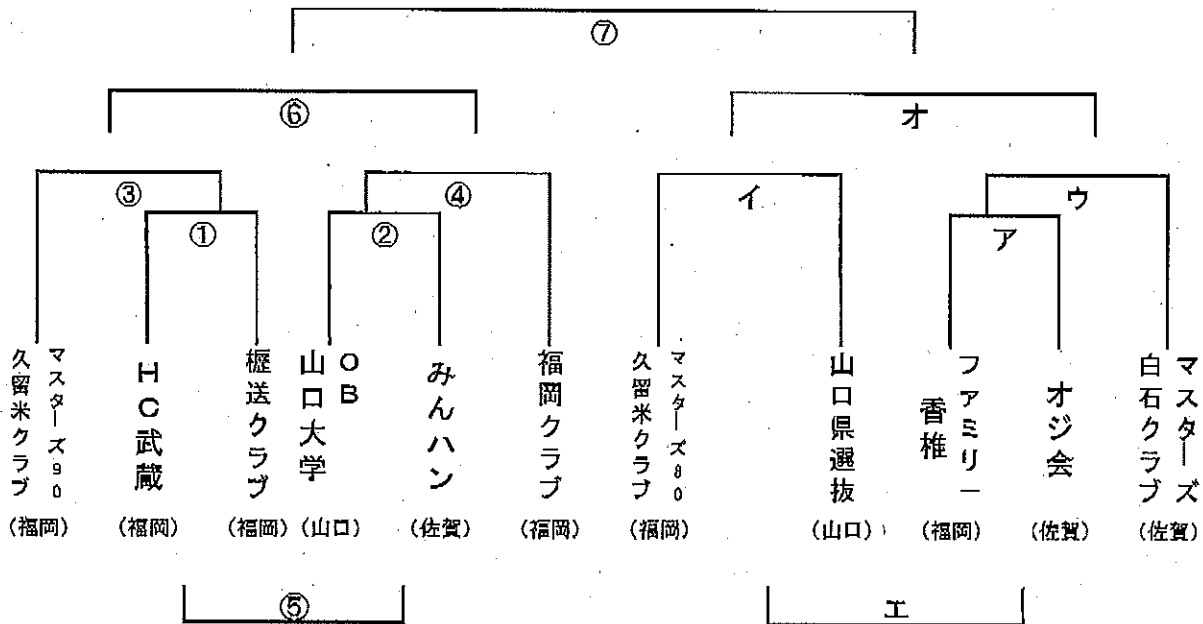 ⑦
⑥
オ
③
④
イ
ウ
①
②
ア
久留米クラブ
マスターズ90
HC武蔵
櫪送クラブ
山口大学
OB
みんハン
福岡クラブ
久留米クラブ
マスターズ80
山口県選抜
香椎
ファミリー
オジ会
白石クラブ
マスターズ
(福岡)
(福岡)
(福岡)
(山口)
(佐賀)
(福岡)
(福岡)
(山口)
(福岡)
(佐賀)
(佐賀)
⑤
エ